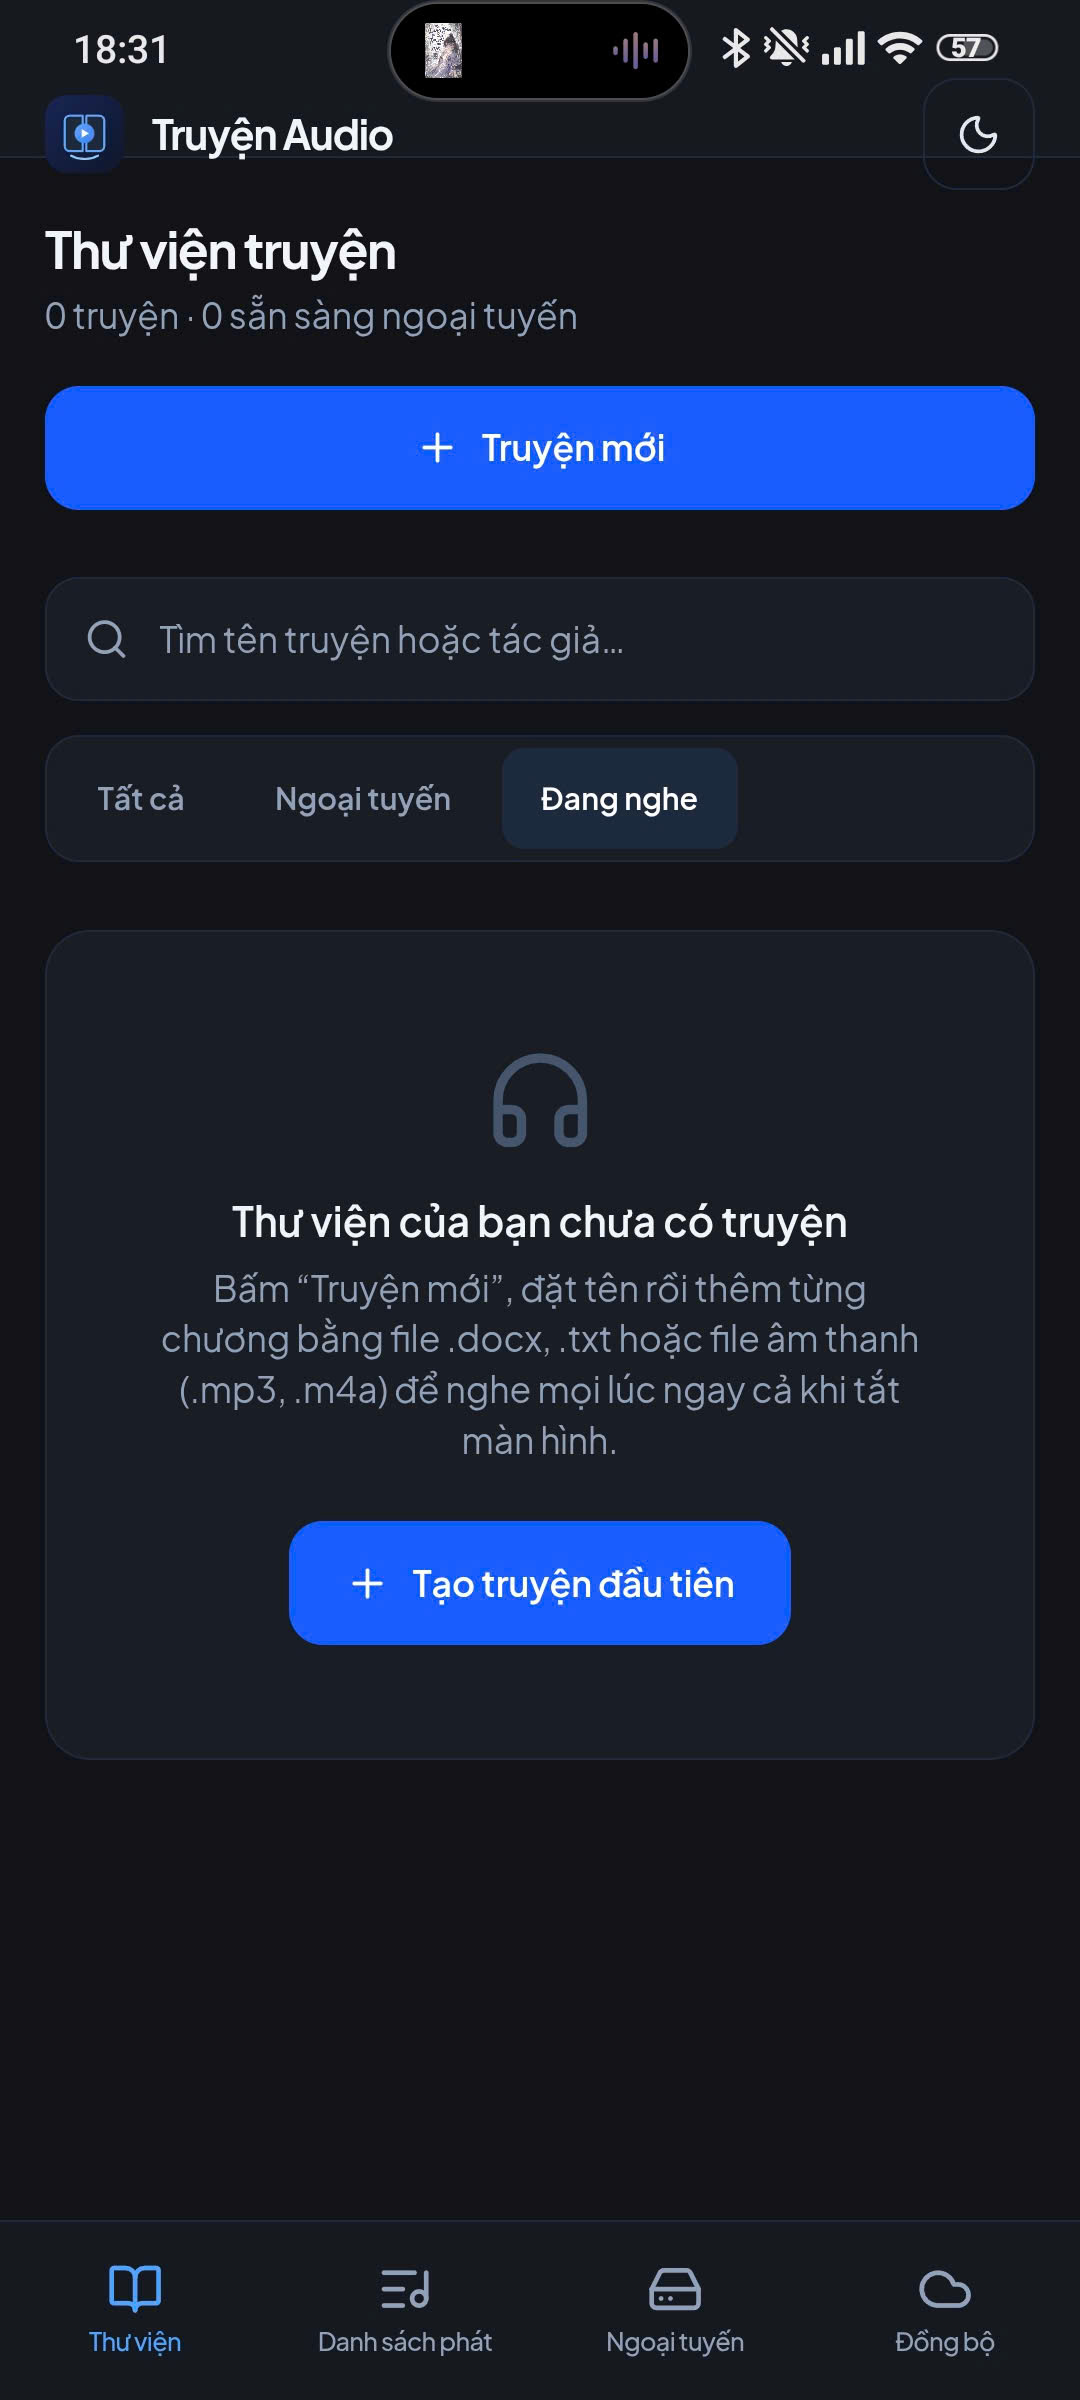 18:31
57
Truyện Audio
Thư viện truyện
0 truyện · 0 sẵn sàng ngoại tuyến
Truyện mới
Tìm tên truyện hoặc tác giả...
Tất cả
Ngoại tuyến
Đang nghe
Thư viện của bạn chưa có truyện
Bấm “Truyện mới”, đặt tên rồi thêm từng
chương bằng file .docx, .txt hoặc file âm thanh
(.mp3, .m4a) để nghe mọi lúc ngay cả khi tắt
màn hình.
Tạo truyện đầu tiên
Thư viện
Danh sách phát
Ngoại tuyến
Đồng bộ